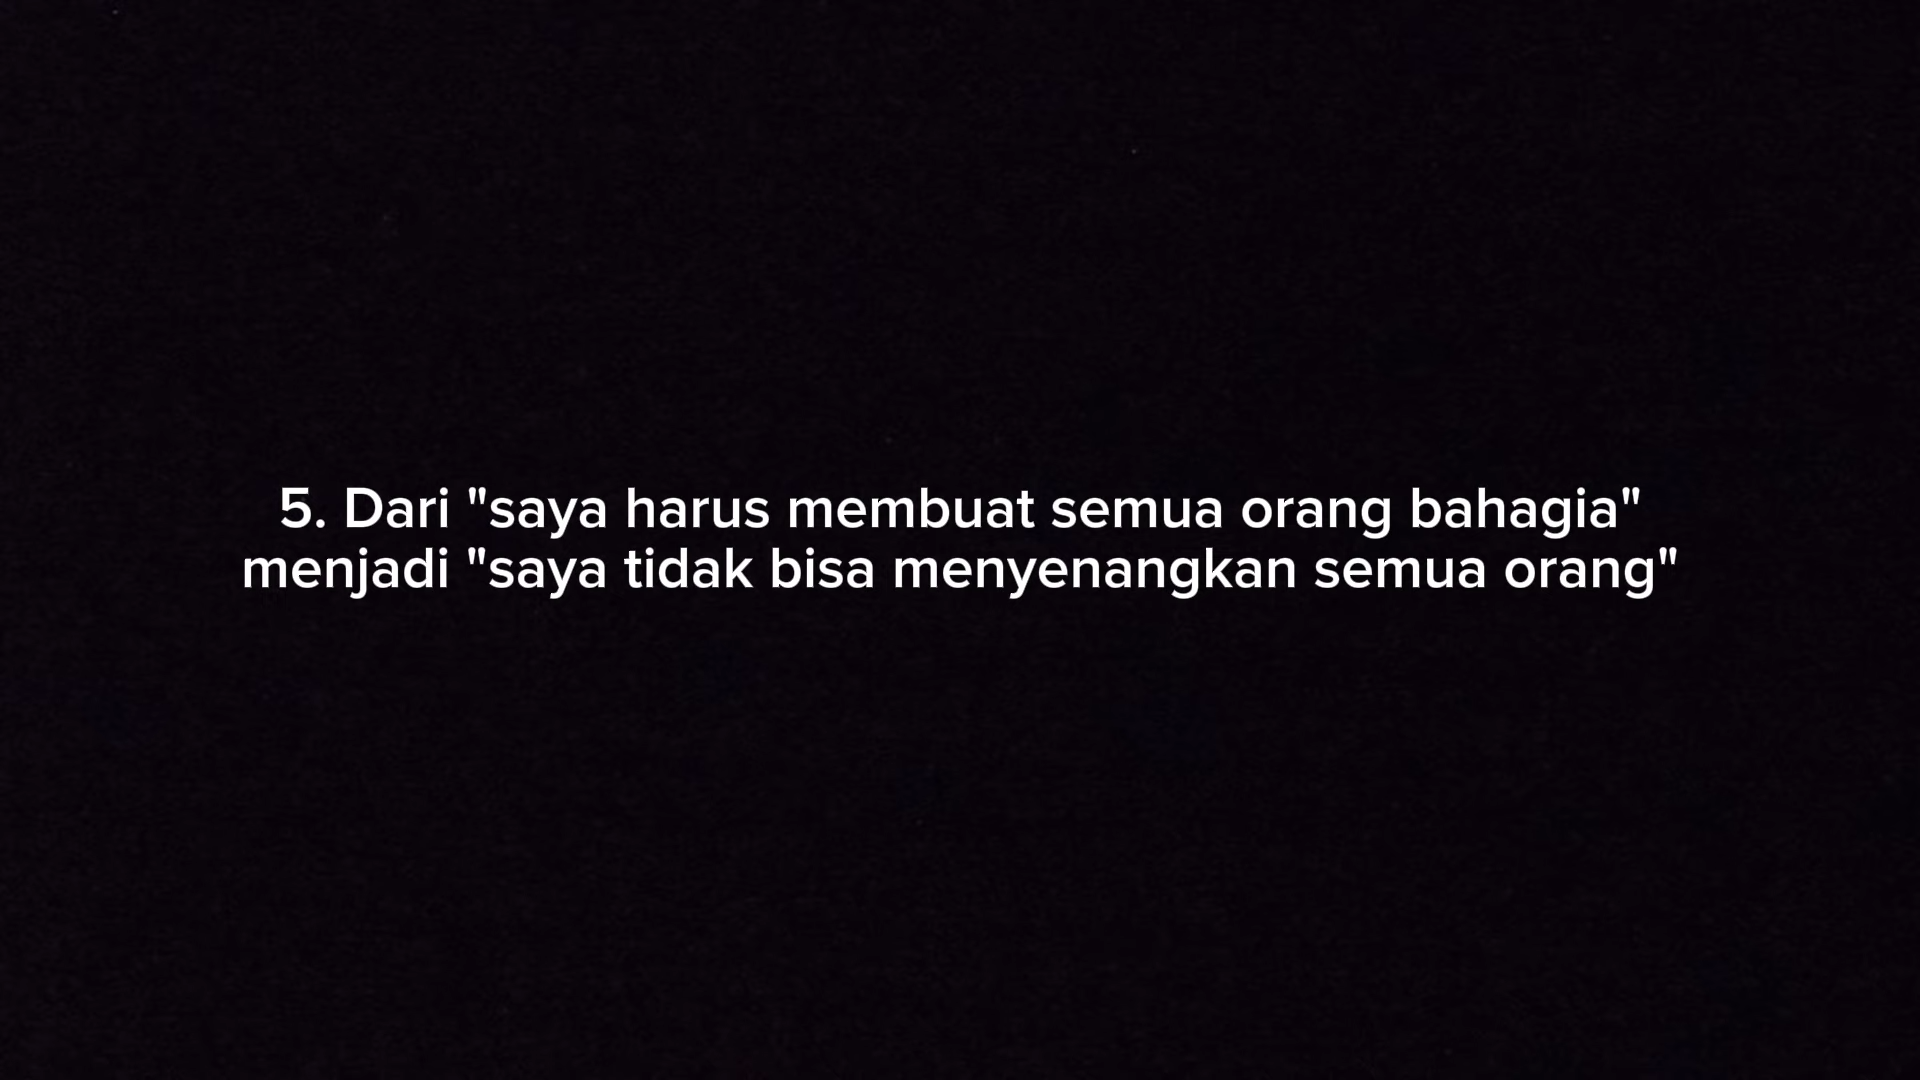 5. Dari "saya harus membuat semua orang bahagia"
menjadi "saya tidak bisa menyenangkan semua orang"